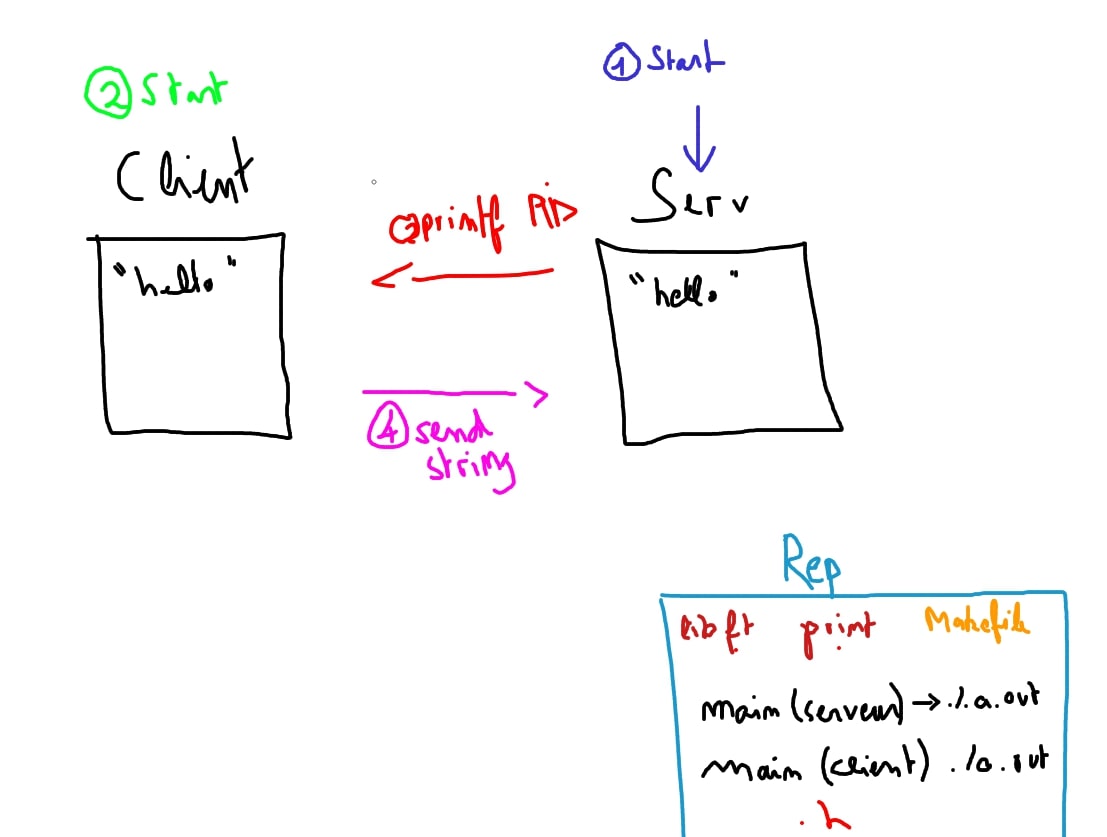 ① Start
② Start
Client
Serv
printf PID
"hello"
"hello"
④ send
string
Rep
libft print Makefile
main (serveur) → ./a.out
main (client) ./a.out
.h